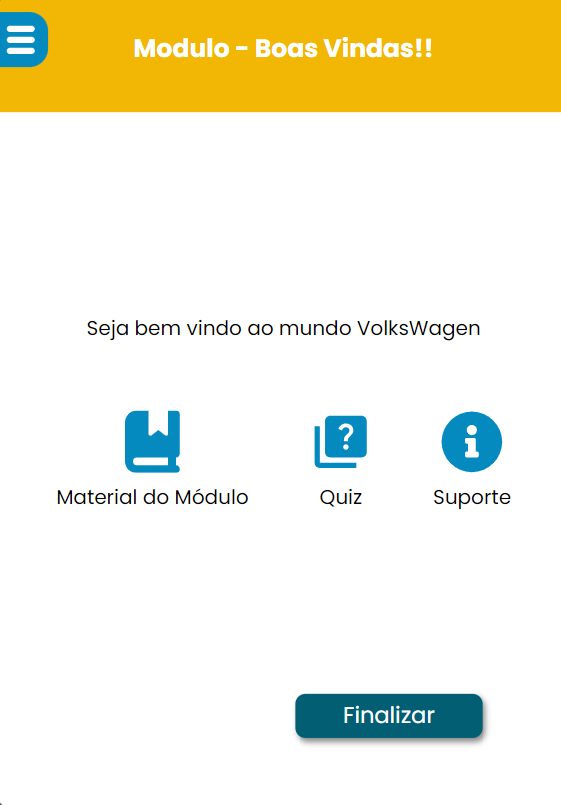 Modulo - Boas Vindas!!
Seja bem vindo ao mundo VolksWagen
?
Material do Módulo
Quiz
Suporte
Finalizar